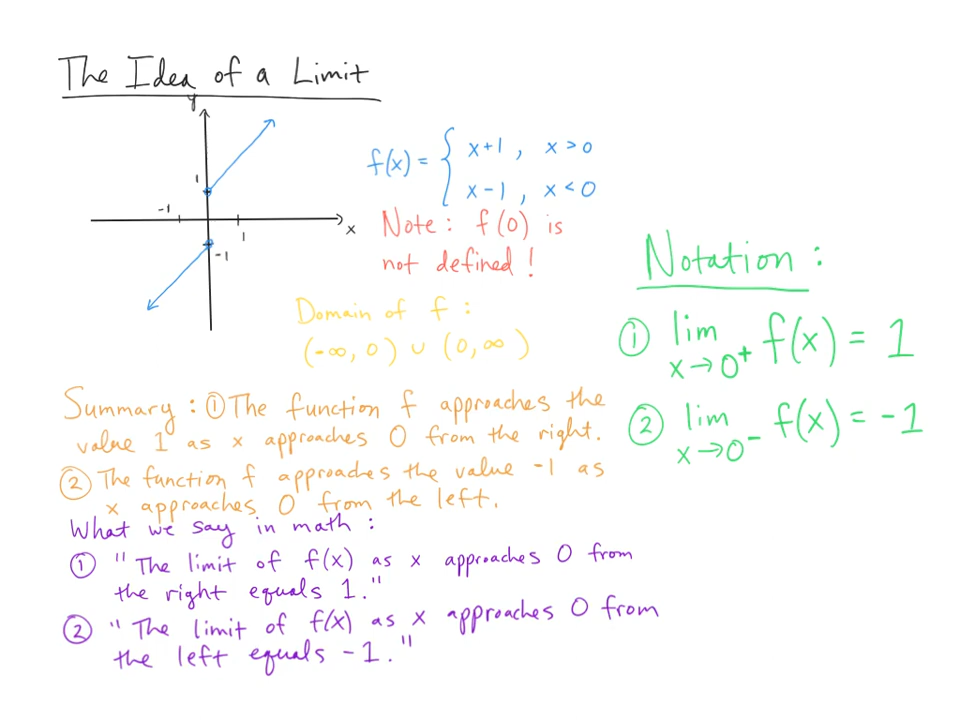 The Idea of a Limit
y
1
-1
1
x
-1
f(x) = { x+1 , x > 0
x - 1 , x < 0
Note : f(0) is
not defined !
Domain of f :
(-∞, 0) ∪ (0, ∞)
Notation :
① lim x→0⁺ f(x) = 1
② lim x→0⁻ f(x) = -1
Summary : ① The function f approaches the
value 1 as x approaches 0 from the right.
② The function f approaches the value -1 as
x approaches 0 from the left.
What we say in math :
① "The limit of f(x) as x approaches 0 from
the right equals 1."
② "The limit of f(x) as x approaches 0 from
the left equals -1."